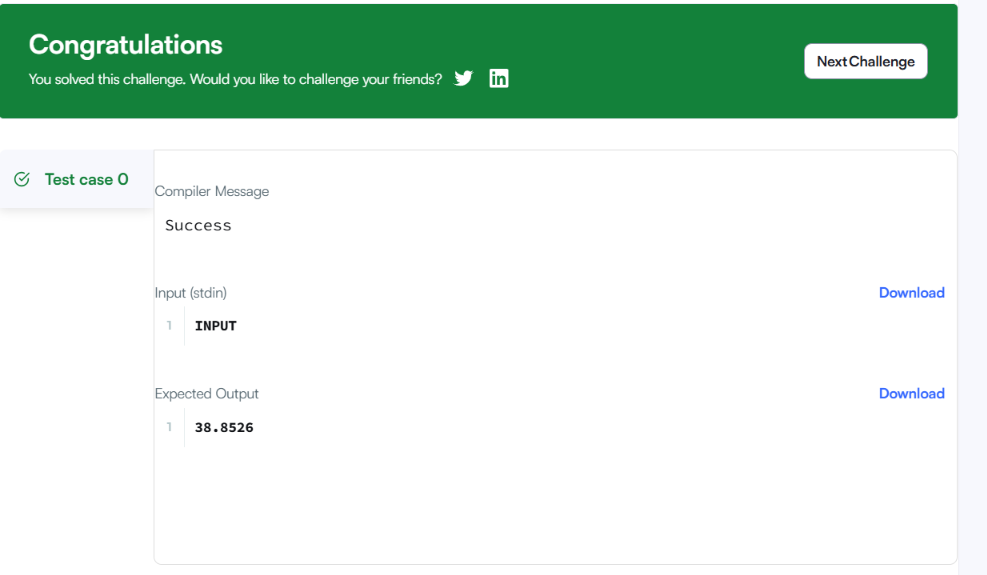 Congratulations
You solved this challenge. Would you like to challenge your friends?
Next Challenge
Test case 0
Compiler Message
Success
Input (stdin)
Download
1 INPUT
Expected Output
Download
1 38.8526